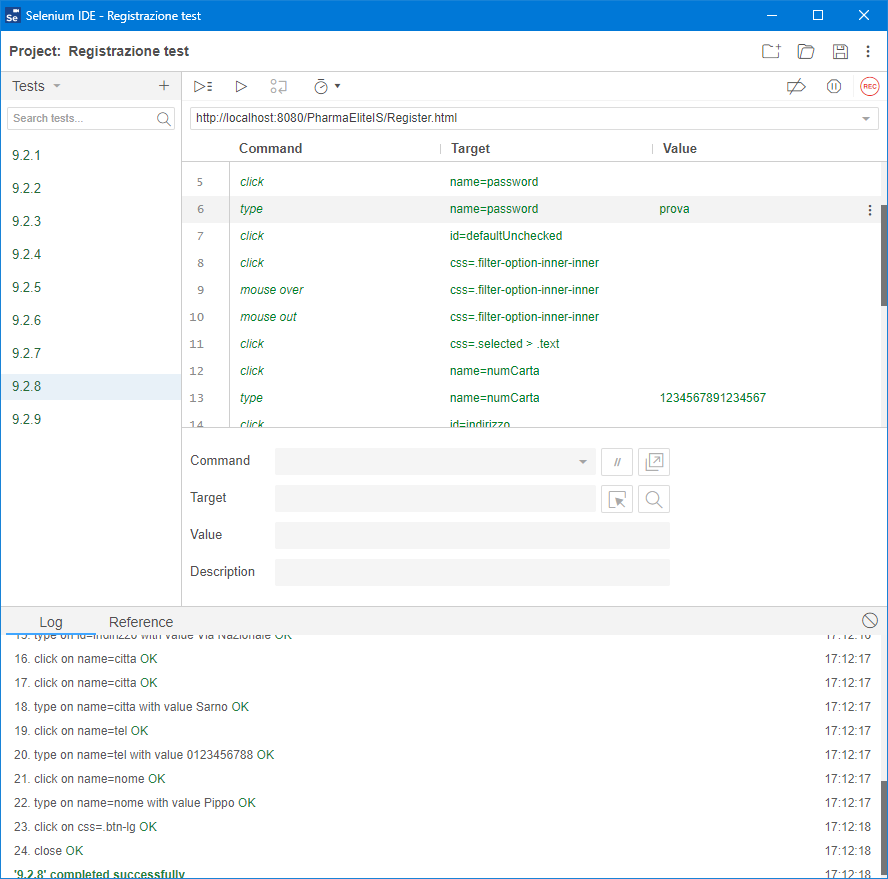 Se Selenium IDE - Registrazione test
Project: Registrazione test
Tests
Search tests...
9.2.1
9.2.2
9.2.3
9.2.4
9.2.5
9.2.6
9.2.7
9.2.8
9.2.9
REC
http://localhost:8080/PharmaEliteIS/Register.html
Command Target Value
5 click name=password
6 type name=password prova
7 click id=defaultUnchecked
8 click css=.filter-option-inner-inner
9 mouse over css=.filter-option-inner-inner
10 mouse out css=.filter-option-inner-inner
11 click css=.selected > .text
12 click name=numCarta
13 type name=numCarta 1234567891234567
14 click id=indirizzo
Command //
Target
Value
Description
Log Reference
15. type on id=indirizzo with value Via Nazionale OK 17:12:16
16. click on name=citta OK 17:12:17
17. click on name=citta OK 17:12:17
18. type on name=citta with value Sarno OK 17:12:17
19. click on name=tel OK 17:12:17
20. type on name=tel with value 0123456788 OK 17:12:17
21. click on name=nome OK 17:12:17
22. type on name=nome with value Pippo OK 17:12:17
23. click on css=.btn-lg OK 17:12:18
24. close OK 17:12:18
'9.2.8' completed successfully 17:12:18